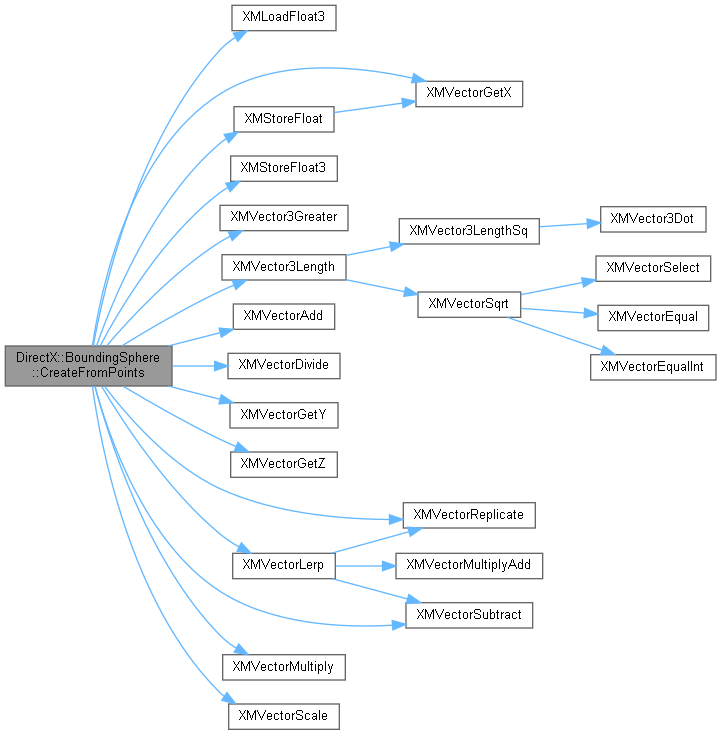 XMLoadFloat3
XMVectorGetX
XMStoreFloat
XMStoreFloat3
XMVector3Greater
XMVector3LengthSq
XMVector3Dot
XMVector3Length
XMVectorSelect
XMVectorSqrt
XMVectorEqual
XMVectorAdd
DirectX::BoundingSphere
::CreateFromPoints
XMVectorDivide
XMVectorEqualInt
XMVectorGetY
XMVectorGetZ
XMVectorReplicate
XMVectorLerp
XMVectorMultiplyAdd
XMVectorSubtract
XMVectorMultiply
XMVectorScale